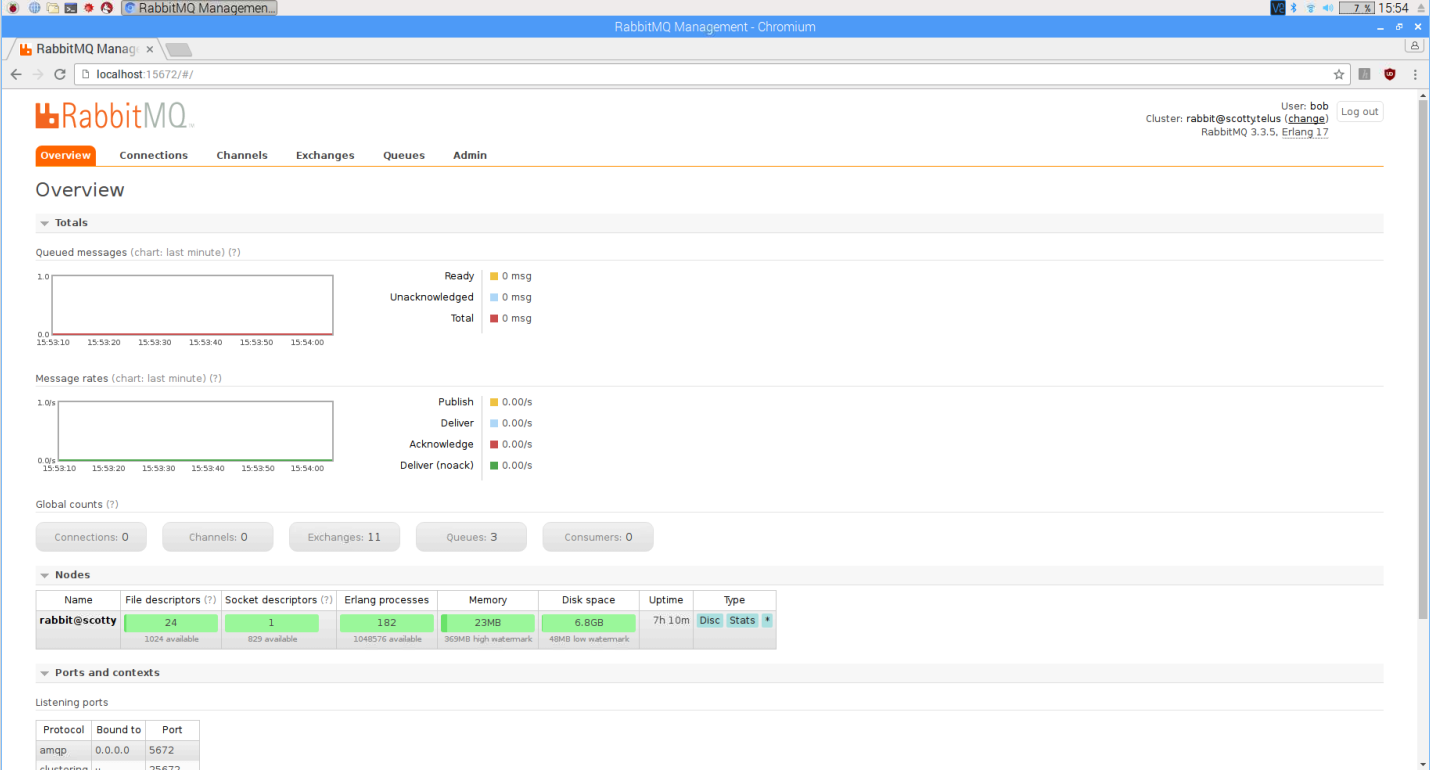 RabbitMQ Managemen...
7 %
15:54
RabbitMQ Management - Chromium
RabbitMQ Manag
localhost:15672/#/
RabbitMQ
User: bob
Log out
Cluster: rabbit@scotty.telus (change)
RabbitMQ 3.3.5, Erlang 17
Overview Connections Channels Exchanges Queues Admin
Overview
Totals
Queued messages (chart: last minute) (?)
1.0
0.0
15:53:10 15:53:20 15:53:30 15:53:40 15:53:50 15:54:00
Ready 0 msg
Unacknowledged 0 msg
Total 0 msg
Message rates (chart: last minute) (?)
1.0/s
0.0/s
15:53:10 15:53:20 15:53:30 15:53:40 15:53:50 15:54:00
Publish 0.00/s
Deliver 0.00/s
Acknowledge 0.00/s
Deliver (noack) 0.00/s
Global counts (?)
Connections: 0 Channels: 0 Exchanges: 11 Queues: 3 Consumers: 0
Nodes
Name File descriptors (?) Socket descriptors (?) Erlang processes Memory Disk space Uptime Type
rabbit@scotty 24 1 182 23MB 6.8GB 7h 10m Disc Stats *
1024 available 829 available 1048576 available 369MB high watermark 48MB low watermark
Ports and contexts
Listening ports
Protocol Bound to Port
amqp 0.0.0.0 5672
clustering :: 25672